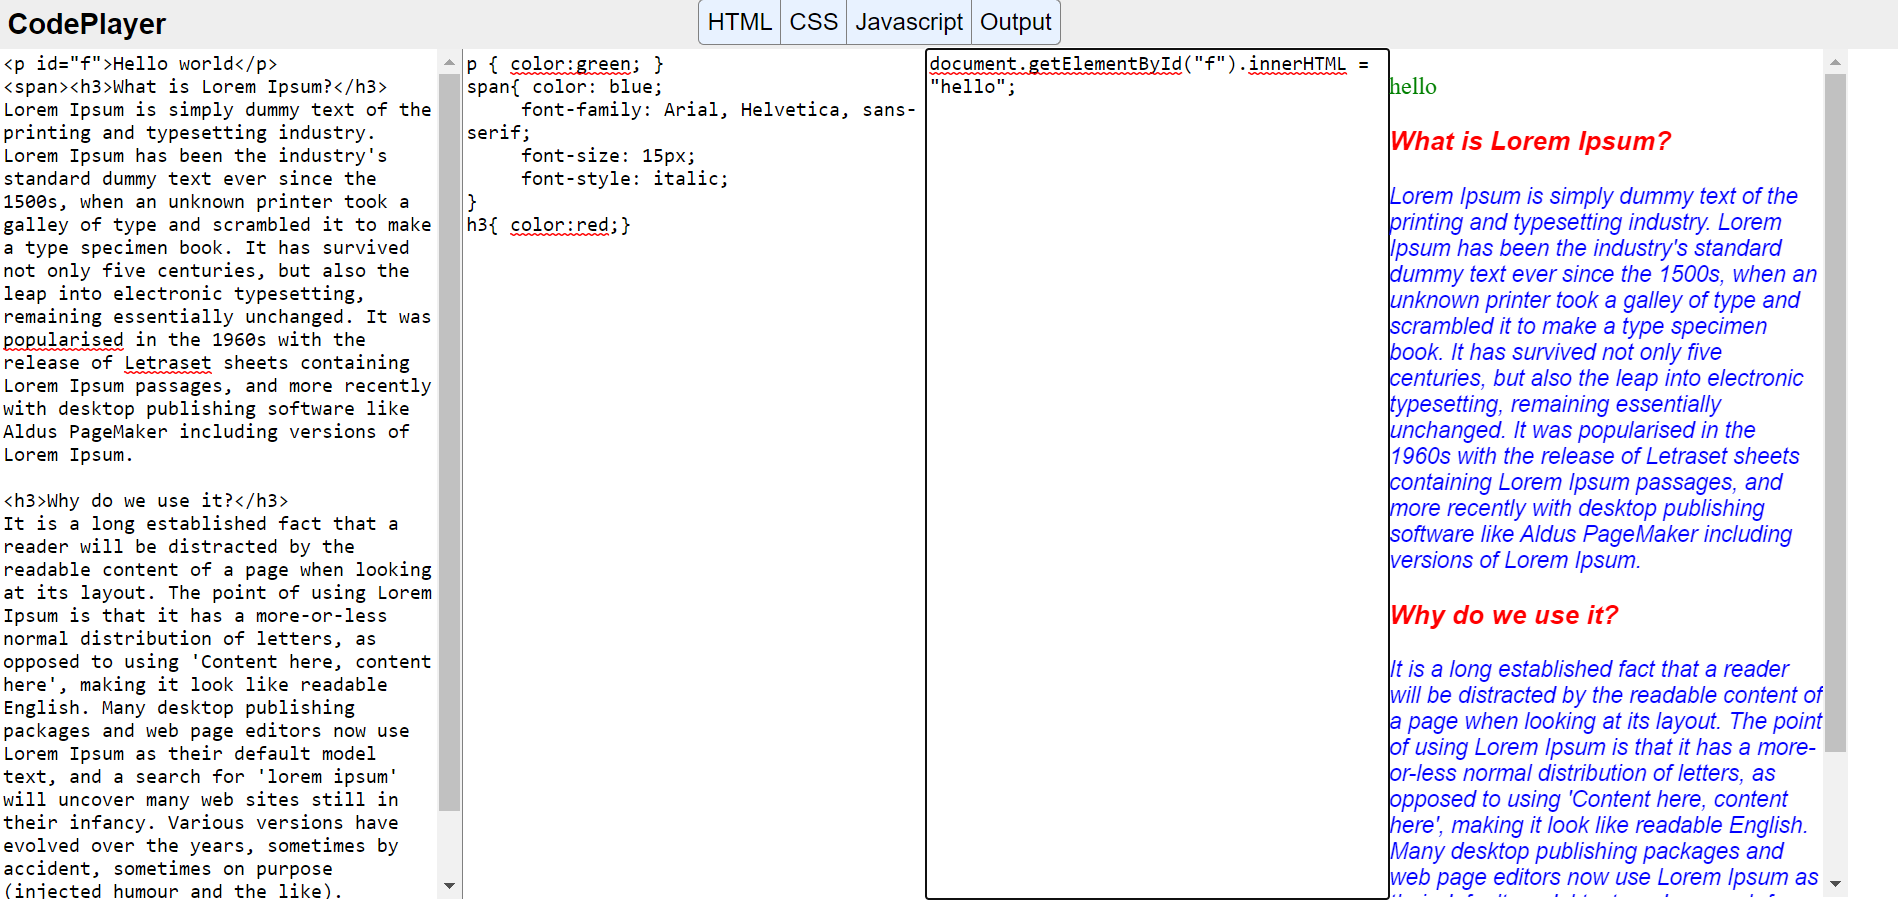 CodePlayer
HTML CSS Javascript Output
<p id="f">Hello world</p>
<span><h3>What is Lorem Ipsum?</h3>
Lorem Ipsum is simply dummy text of the
printing and typesetting industry.
Lorem Ipsum has been the industry's
standard dummy text ever since the
1500s, when an unknown printer took a
galley of type and scrambled it to make
a type specimen book. It has survived
not only five centuries, but also the
leap into electronic typesetting,
remaining essentially unchanged. It was
popularised in the 1960s with the
release of Letraset sheets containing
Lorem Ipsum passages, and more recently
with desktop publishing software like
Aldus PageMaker including versions of
Lorem Ipsum.
<h3>Why do we use it?</h3>
It is a long established fact that a
reader will be distracted by the
readable content of a page when looking
at its layout. The point of using Lorem
Ipsum is that it has a more-or-less
normal distribution of letters, as
opposed to using 'Content here, content
here', making it look like readable
English. Many desktop publishing
packages and web page editors now use
Lorem Ipsum as their default model
text, and a search for 'lorem ipsum'
will uncover many web sites still in
their infancy. Various versions have
evolved over the years, sometimes by
accident, sometimes on purpose
(injected humour and the like).
p { color:green; }
span{ color: blue;
font-family: Arial, Helvetica, sans-
serif;
font-size: 15px;
font-style: italic;
}
h3{ color:red;}
document.getElementById("f").innerHTML =
"hello";
hello
What is Lorem Ipsum?
Lorem Ipsum is simply dummy text of the
printing and typesetting industry. Lorem
Ipsum has been the industry's standard
dummy text ever since the 1500s, when an
unknown printer took a galley of type and
scrambled it to make a type specimen
book. It has survived not only five
centuries, but also the leap into electronic
typesetting, remaining essentially
unchanged. It was popularised in the
1960s with the release of Letraset sheets
containing Lorem Ipsum passages, and
more recently with desktop publishing
software like Aldus PageMaker including
versions of Lorem Ipsum.
Why do we use it?
It is a long established fact that a reader
will be distracted by the readable content of
a page when looking at its layout. The point
of using Lorem Ipsum is that it has a more-
or-less normal distribution of letters, as
opposed to using 'Content here, content
here', making it look like readable English.
Many desktop publishing packages and
web page editors now use Lorem Ipsum as